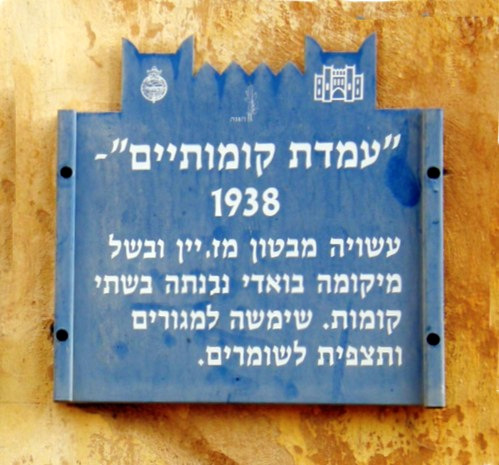 "עמדת קומותיים"-
1938
עשויה מבטון מז.יין ובשל
מיקומה בואדי נבנתה בשתי
קומות. שימשה למגורים
ותצפית לשומרים.